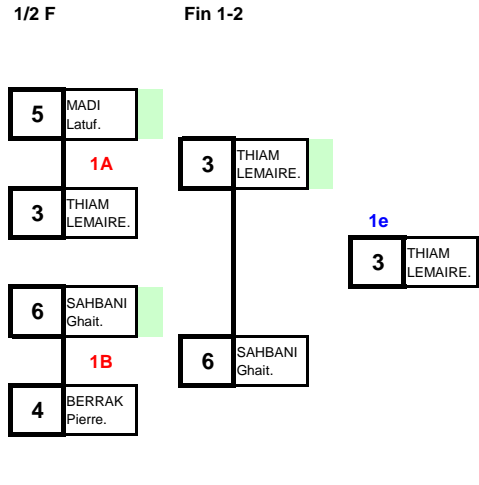 1/2 F
Fin 1-2
5
MADI
Latuf.
1A
3
THIAM
LEMAIRE.
6
SAHBANI
Ghait.
1B
4
BERRAK
Pierre.
3
THIAM
LEMAIRE.
6
SAHBANI
Ghait.
1e
3
THIAM
LEMAIRE.